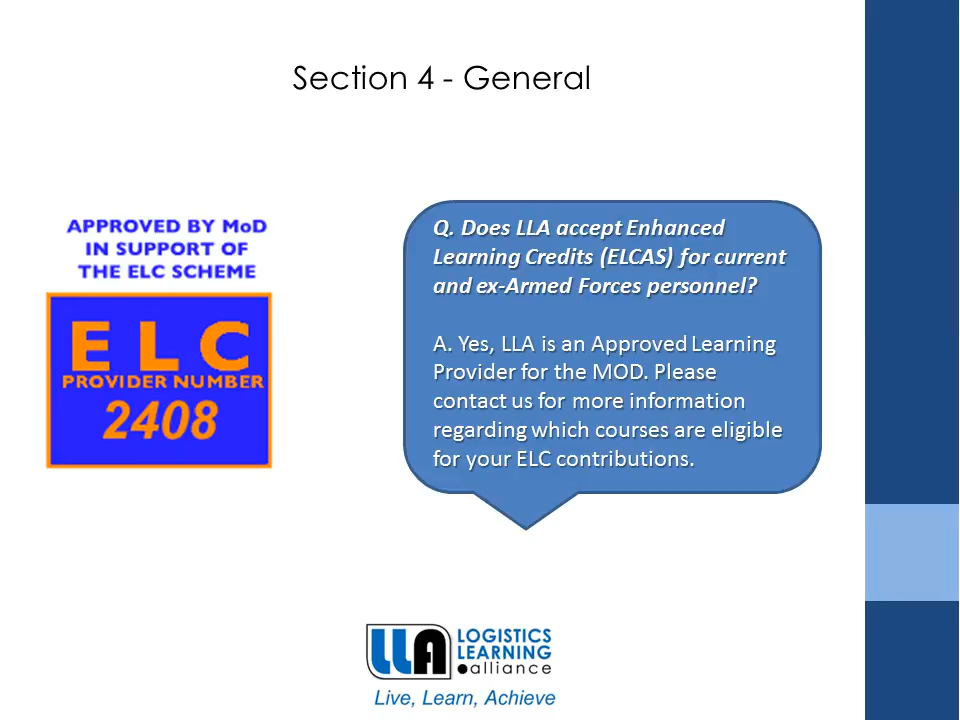 Section 4 - General
APPROVED BY MoD
IN SUPPORT OF
THE ELC SCHEME
ELC
PROVIDER NUMBER
2408
Q. Does LLA accept Enhanced
Learning Credits (ELCAS) for current
and ex-Armed Forces personnel?
A. Yes, LLA is an Approved Learning
Provider for the MOD. Please
contact us for more information
regarding which courses are eligible
for your ELC contributions.
LLA
LOGISTICS
LEARNING
alliance
Live, Learn, Achieve